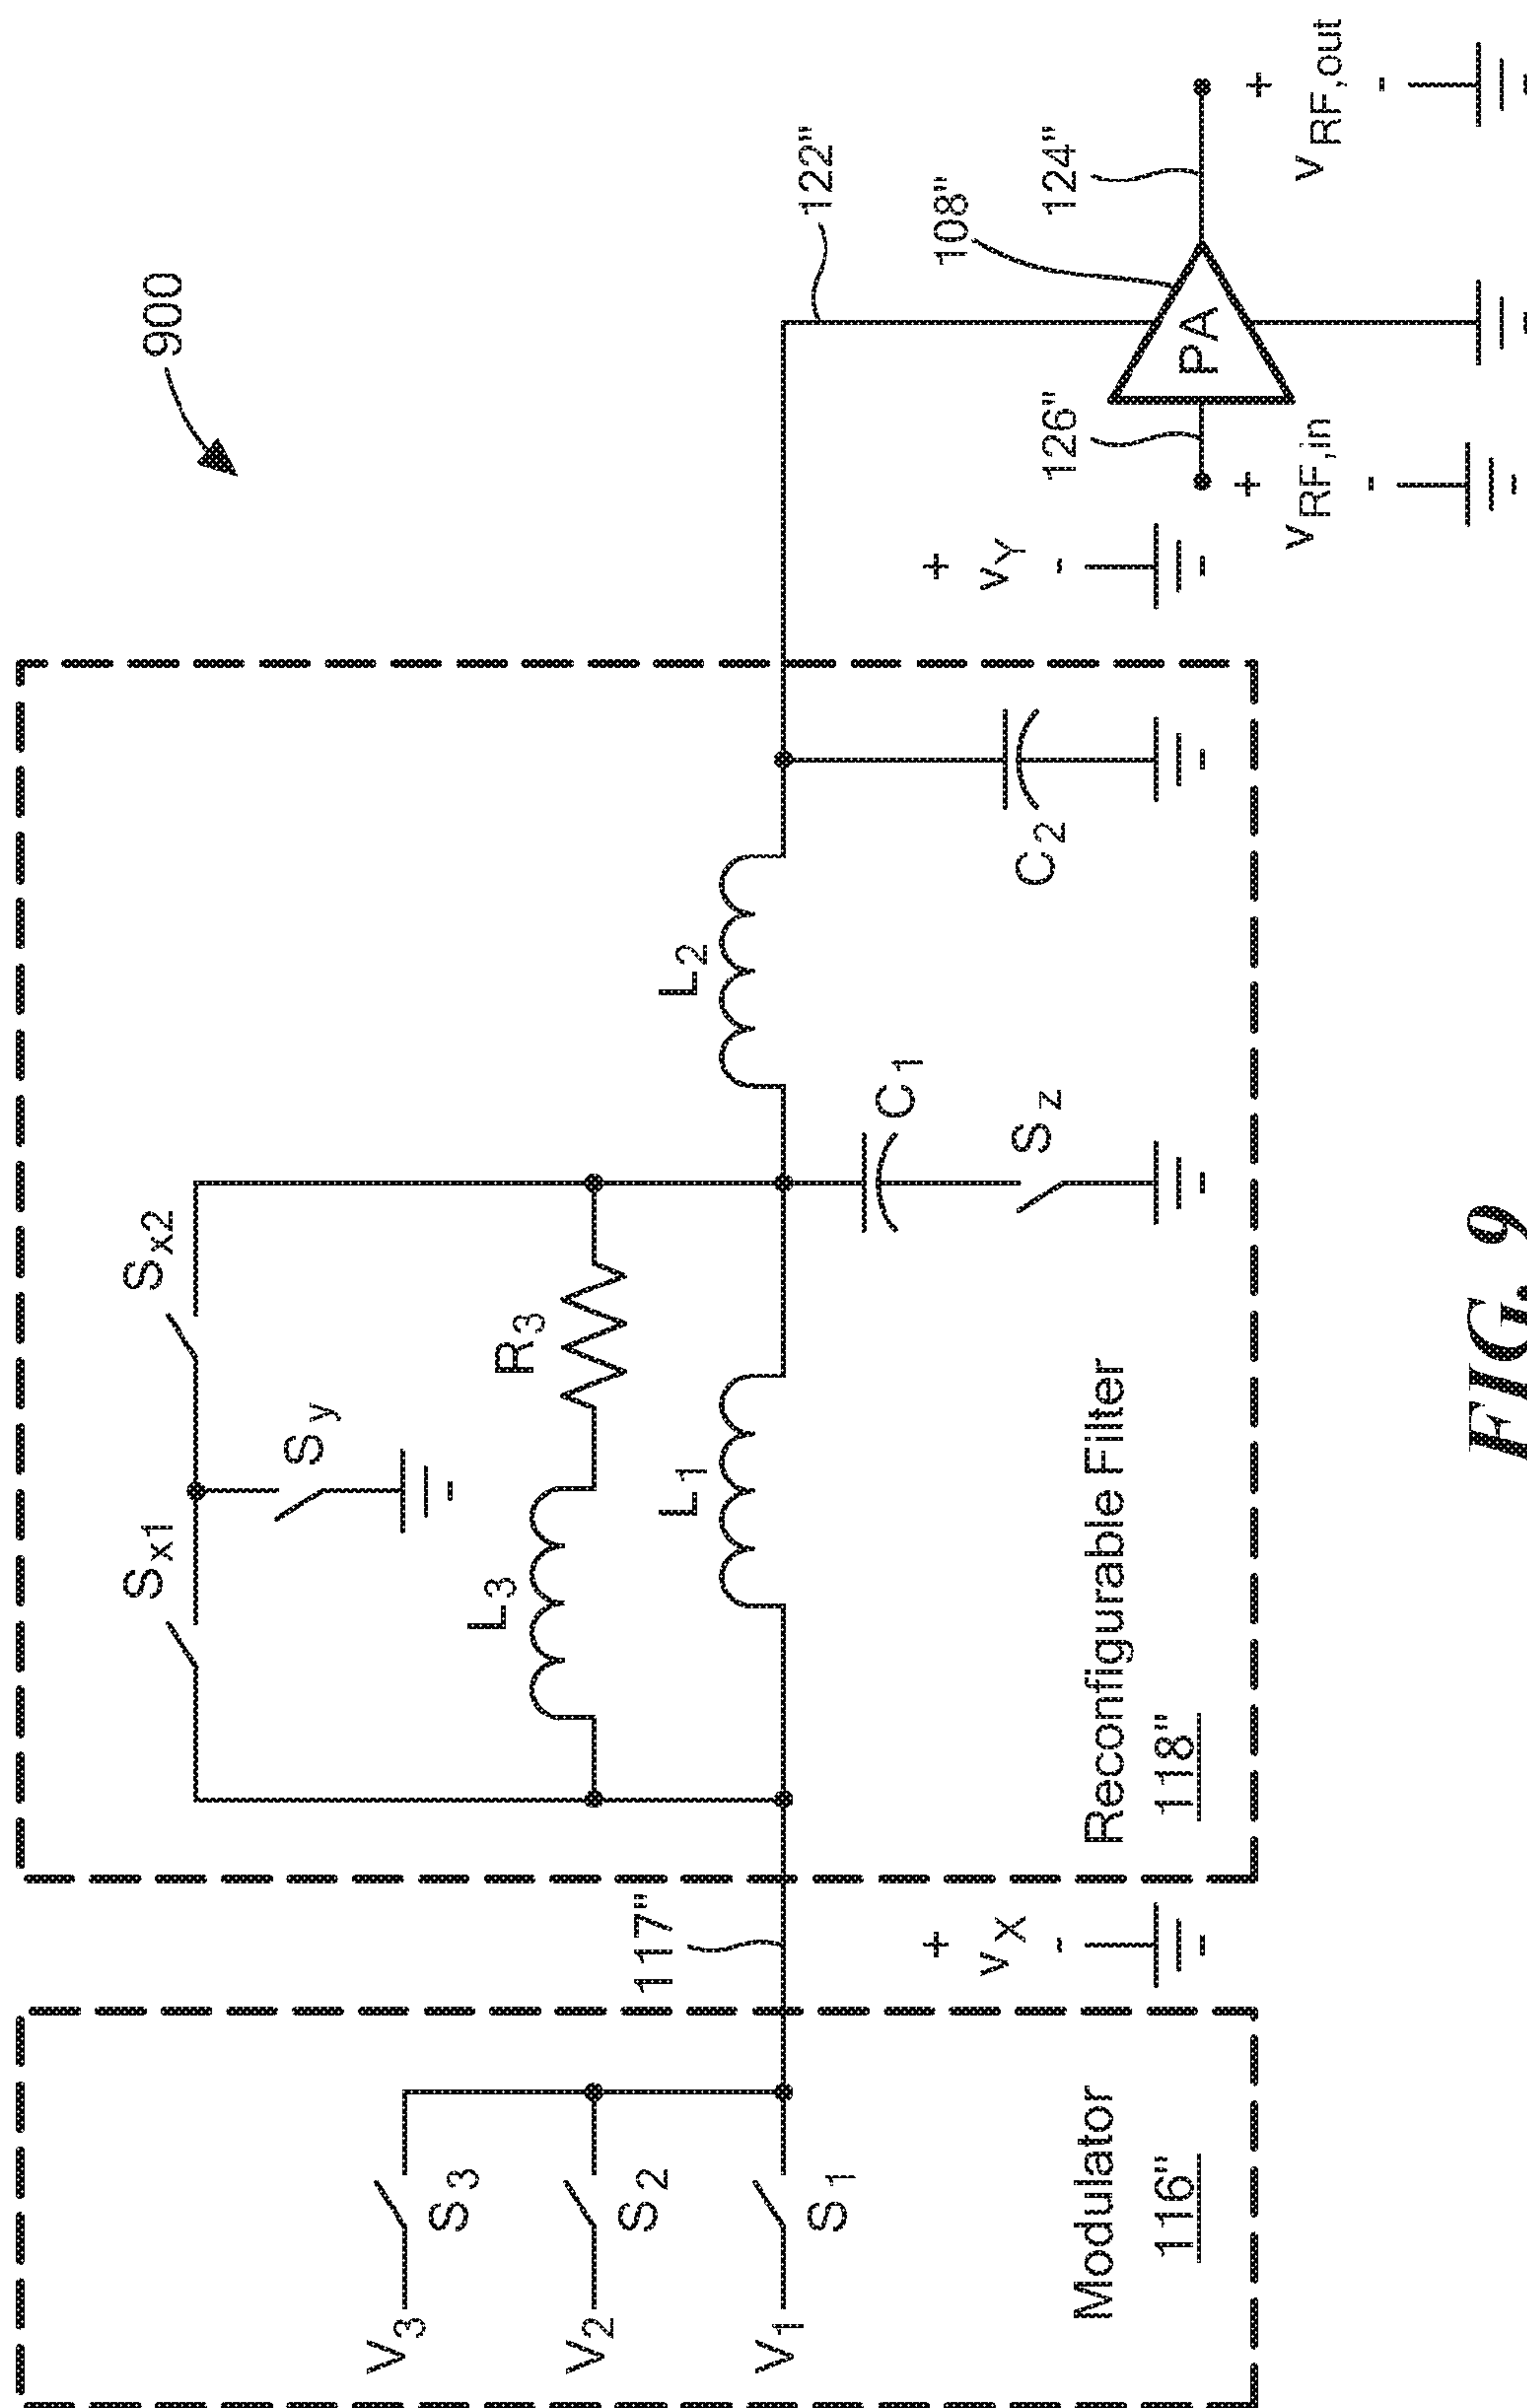 900
Sx1
Sx2
Sy
V3
S3
L3
R3
V2
S2
117"
L1
L2
V1
S1
122"
C1
vX
+
-
Sz
C2
vY
+
-
108"
126"
124"
PA
Modulator
116"
Reconfigurable Filter
118"
+
vRF,in
-
+
vRF,out
-
FIG. 9